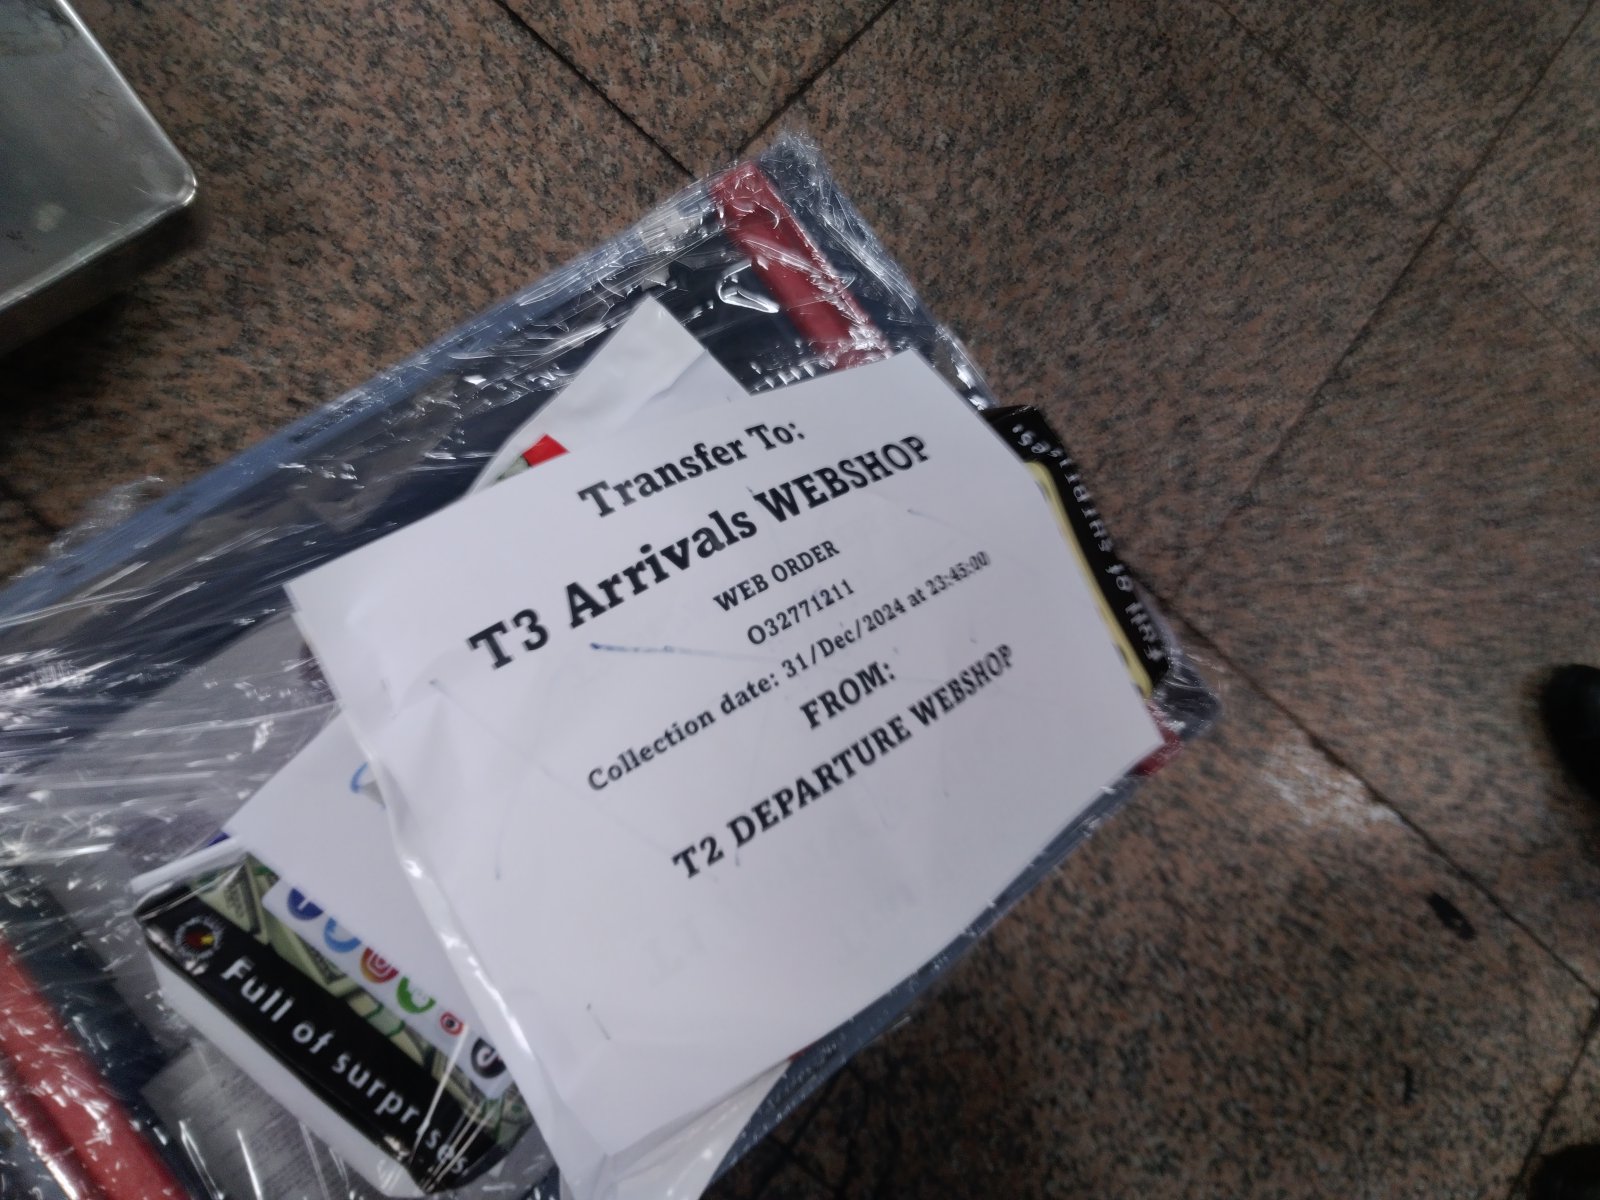 Transfer To:
T3 Arrivals WEBSHOP
WEB ORDER
O32771211
Collection date: 31/Dec/2024 at 23:45:00
FROM:
T2 DEPARTURE WEBSHOP
Full of surprises
Full of surprises!